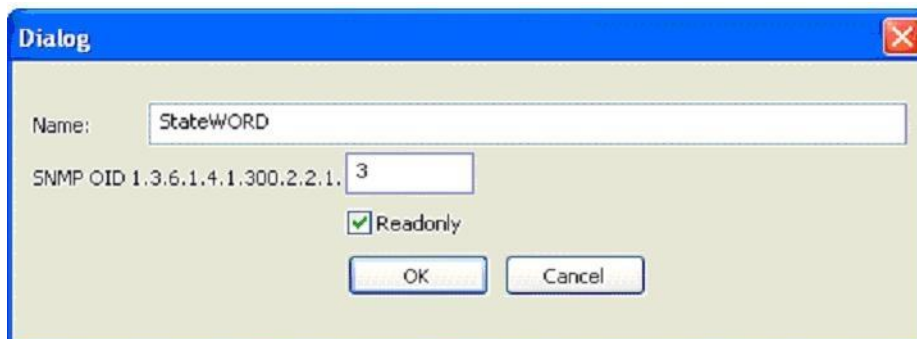 Dialog
Name: StateWORD
SNMP OID 1.3.6.1.4.1.300.2.2.1. 3
Readonly
OK Cancel